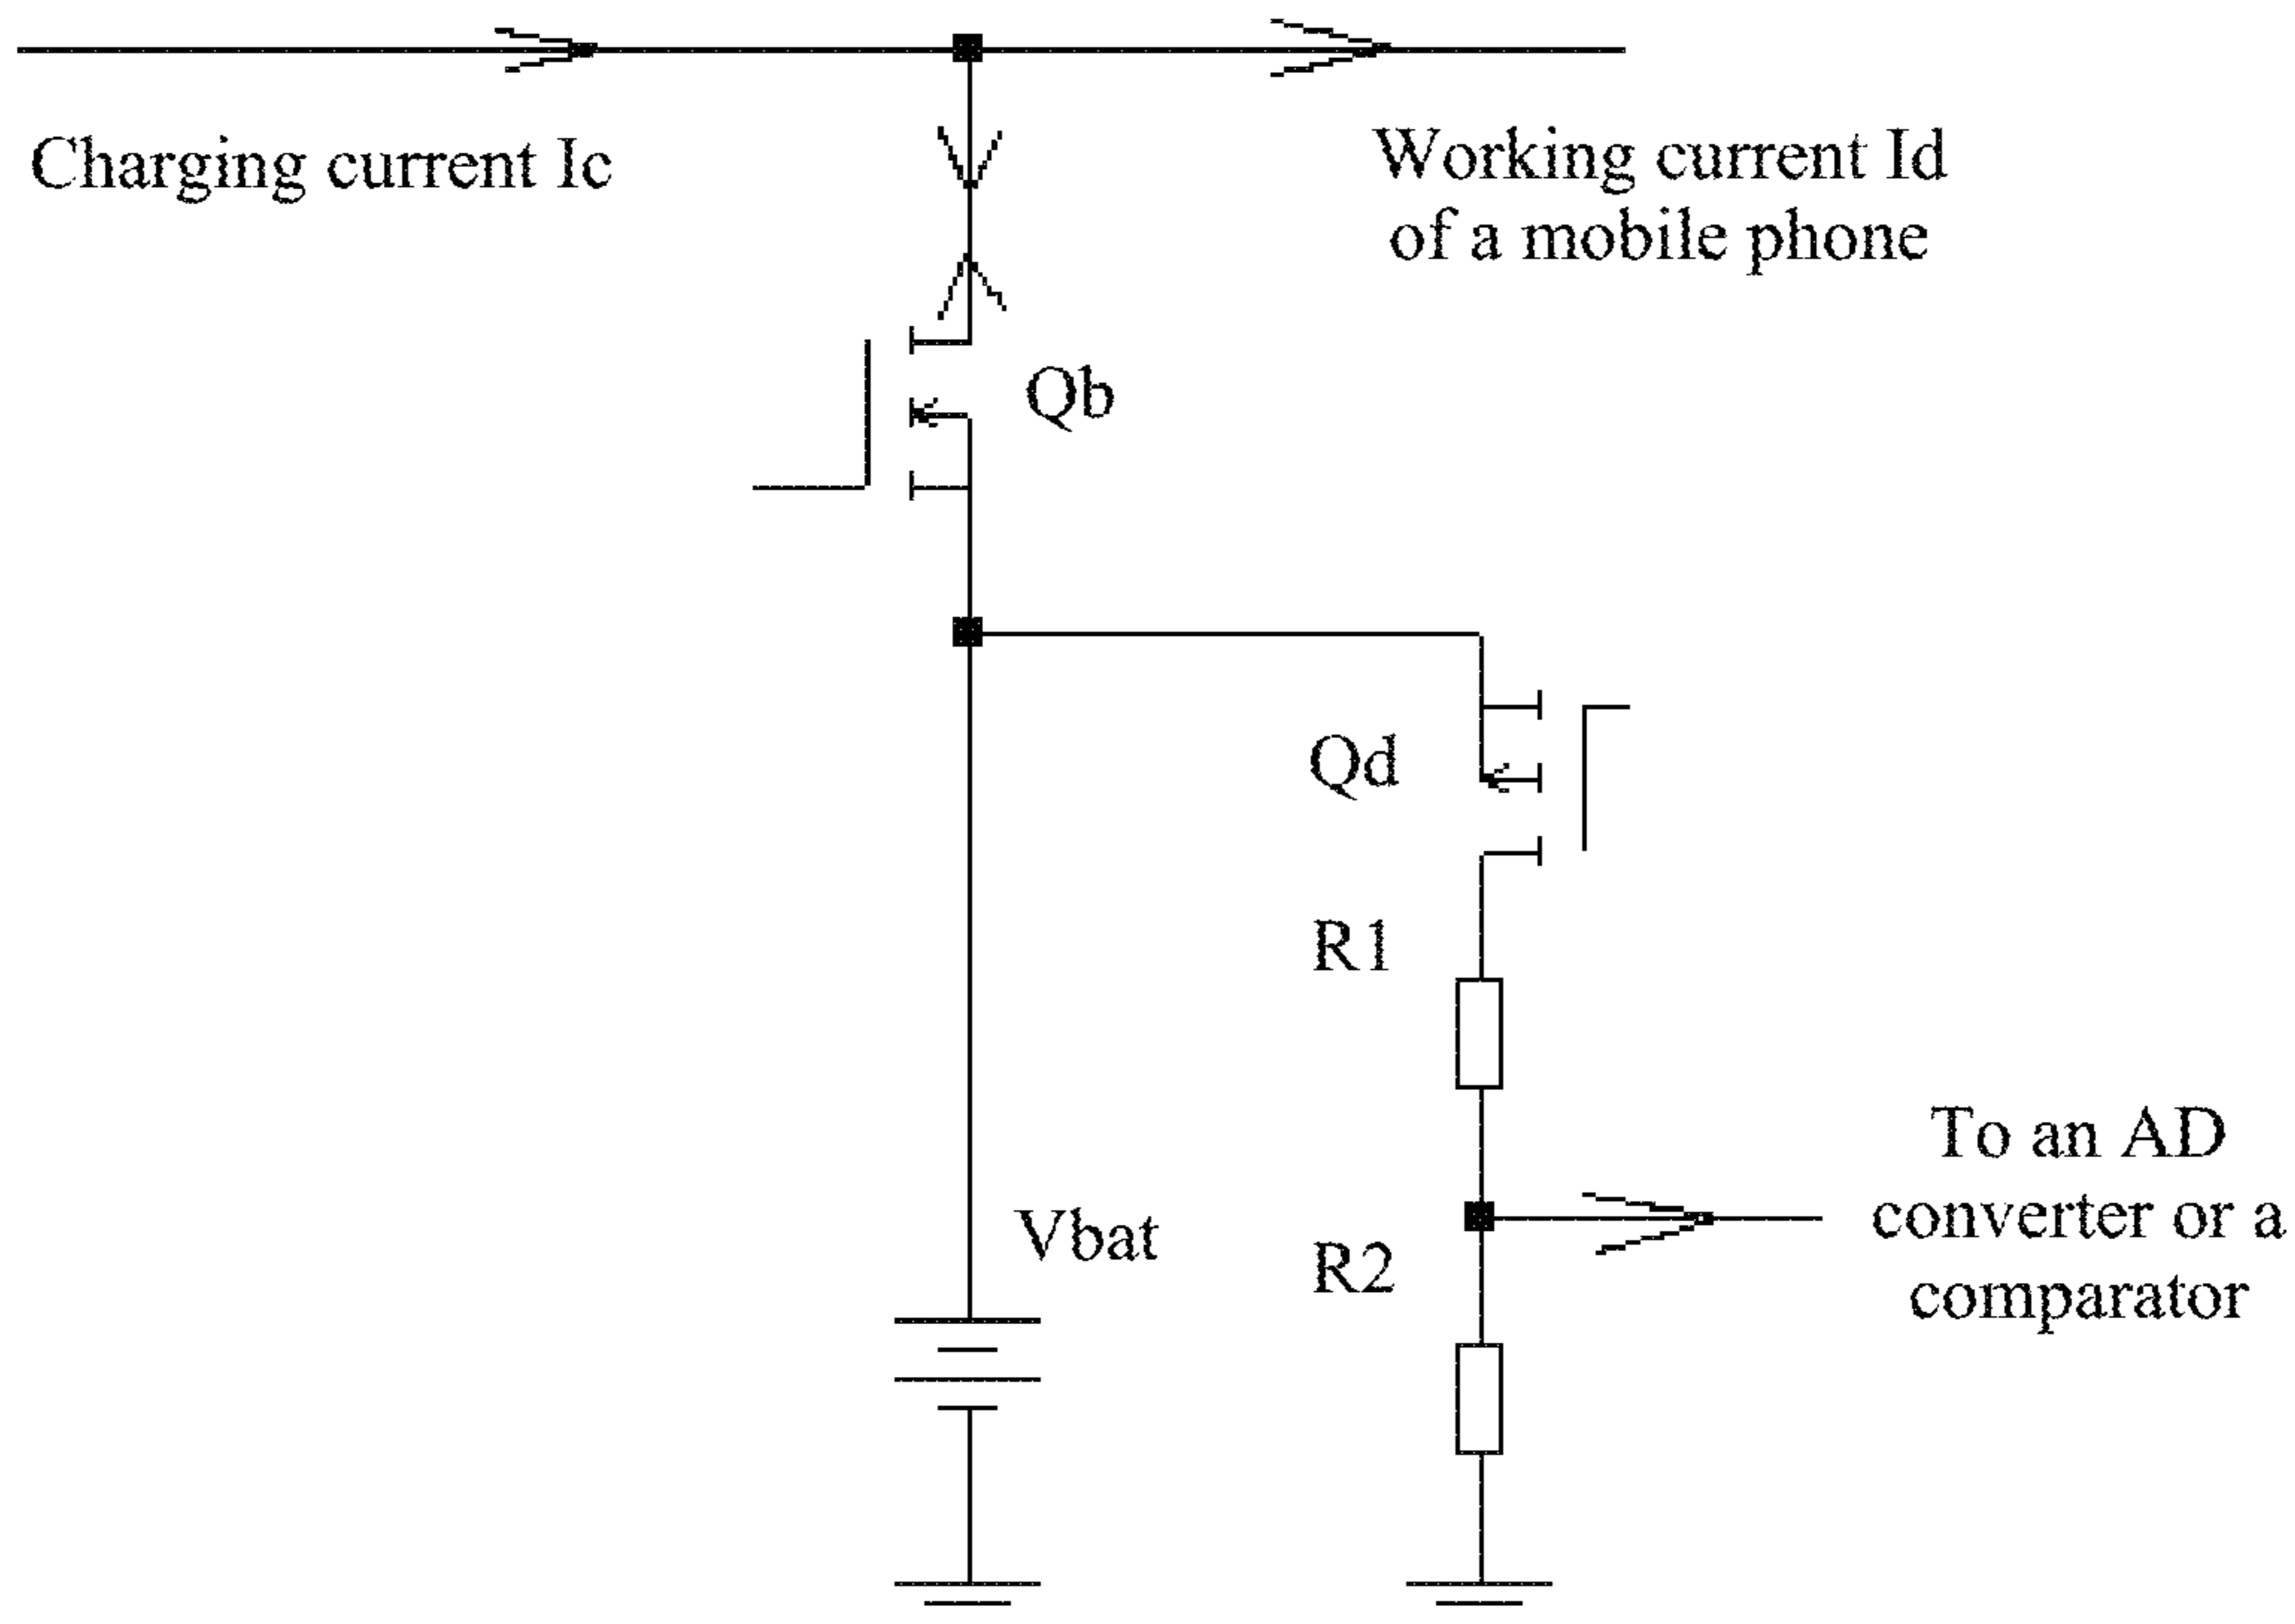 Charging current Ic
Working current Id
of a mobile phone
Qb
Qd
R1
Vbat
R2
To an AD
converter or a
comparator